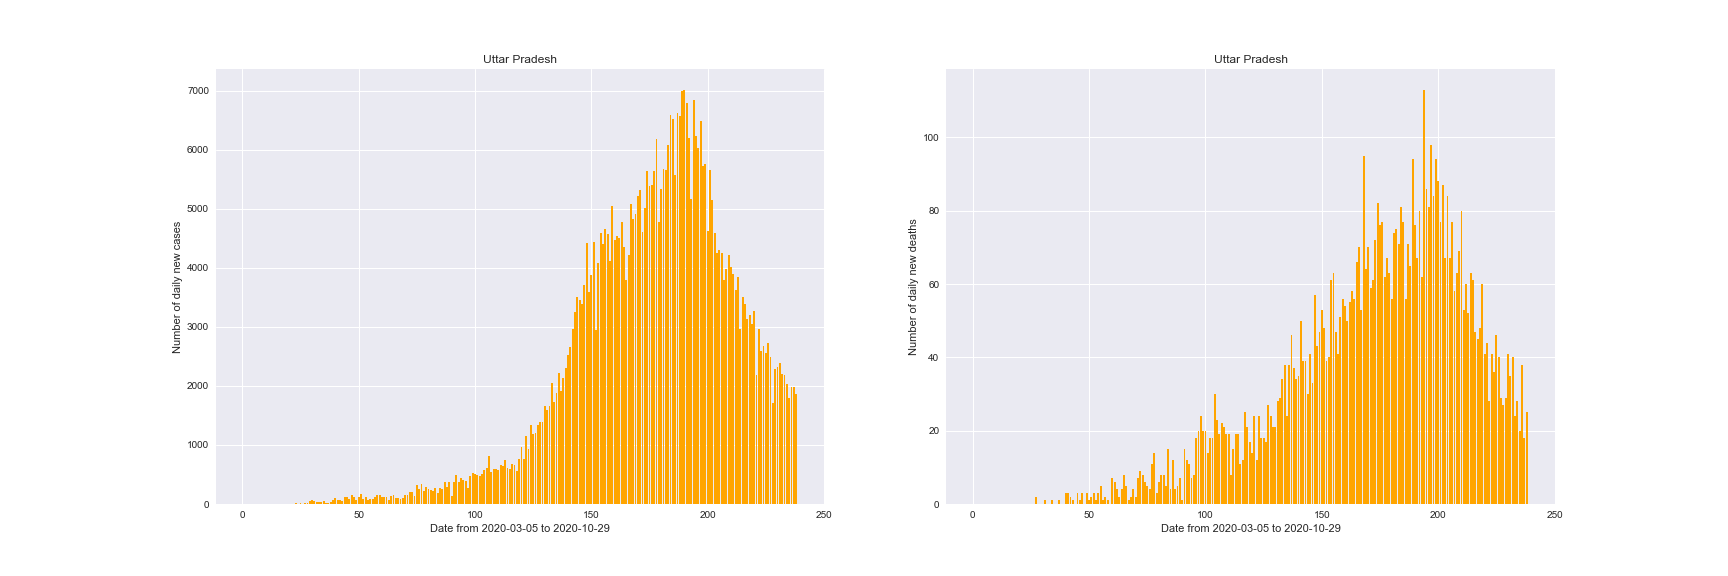 Uttar Pradesh
7000
6000
5000
4000
3000
2000
1000
0
Number of daily new cases
0 50 100 150 200 250
Date from 2020-03-05 to 2020-10-29
Uttar Pradesh
100
80
60
40
20
0
Number of daily new deaths
0 50 100 150 200 250
Date from 2020-03-05 to 2020-10-29